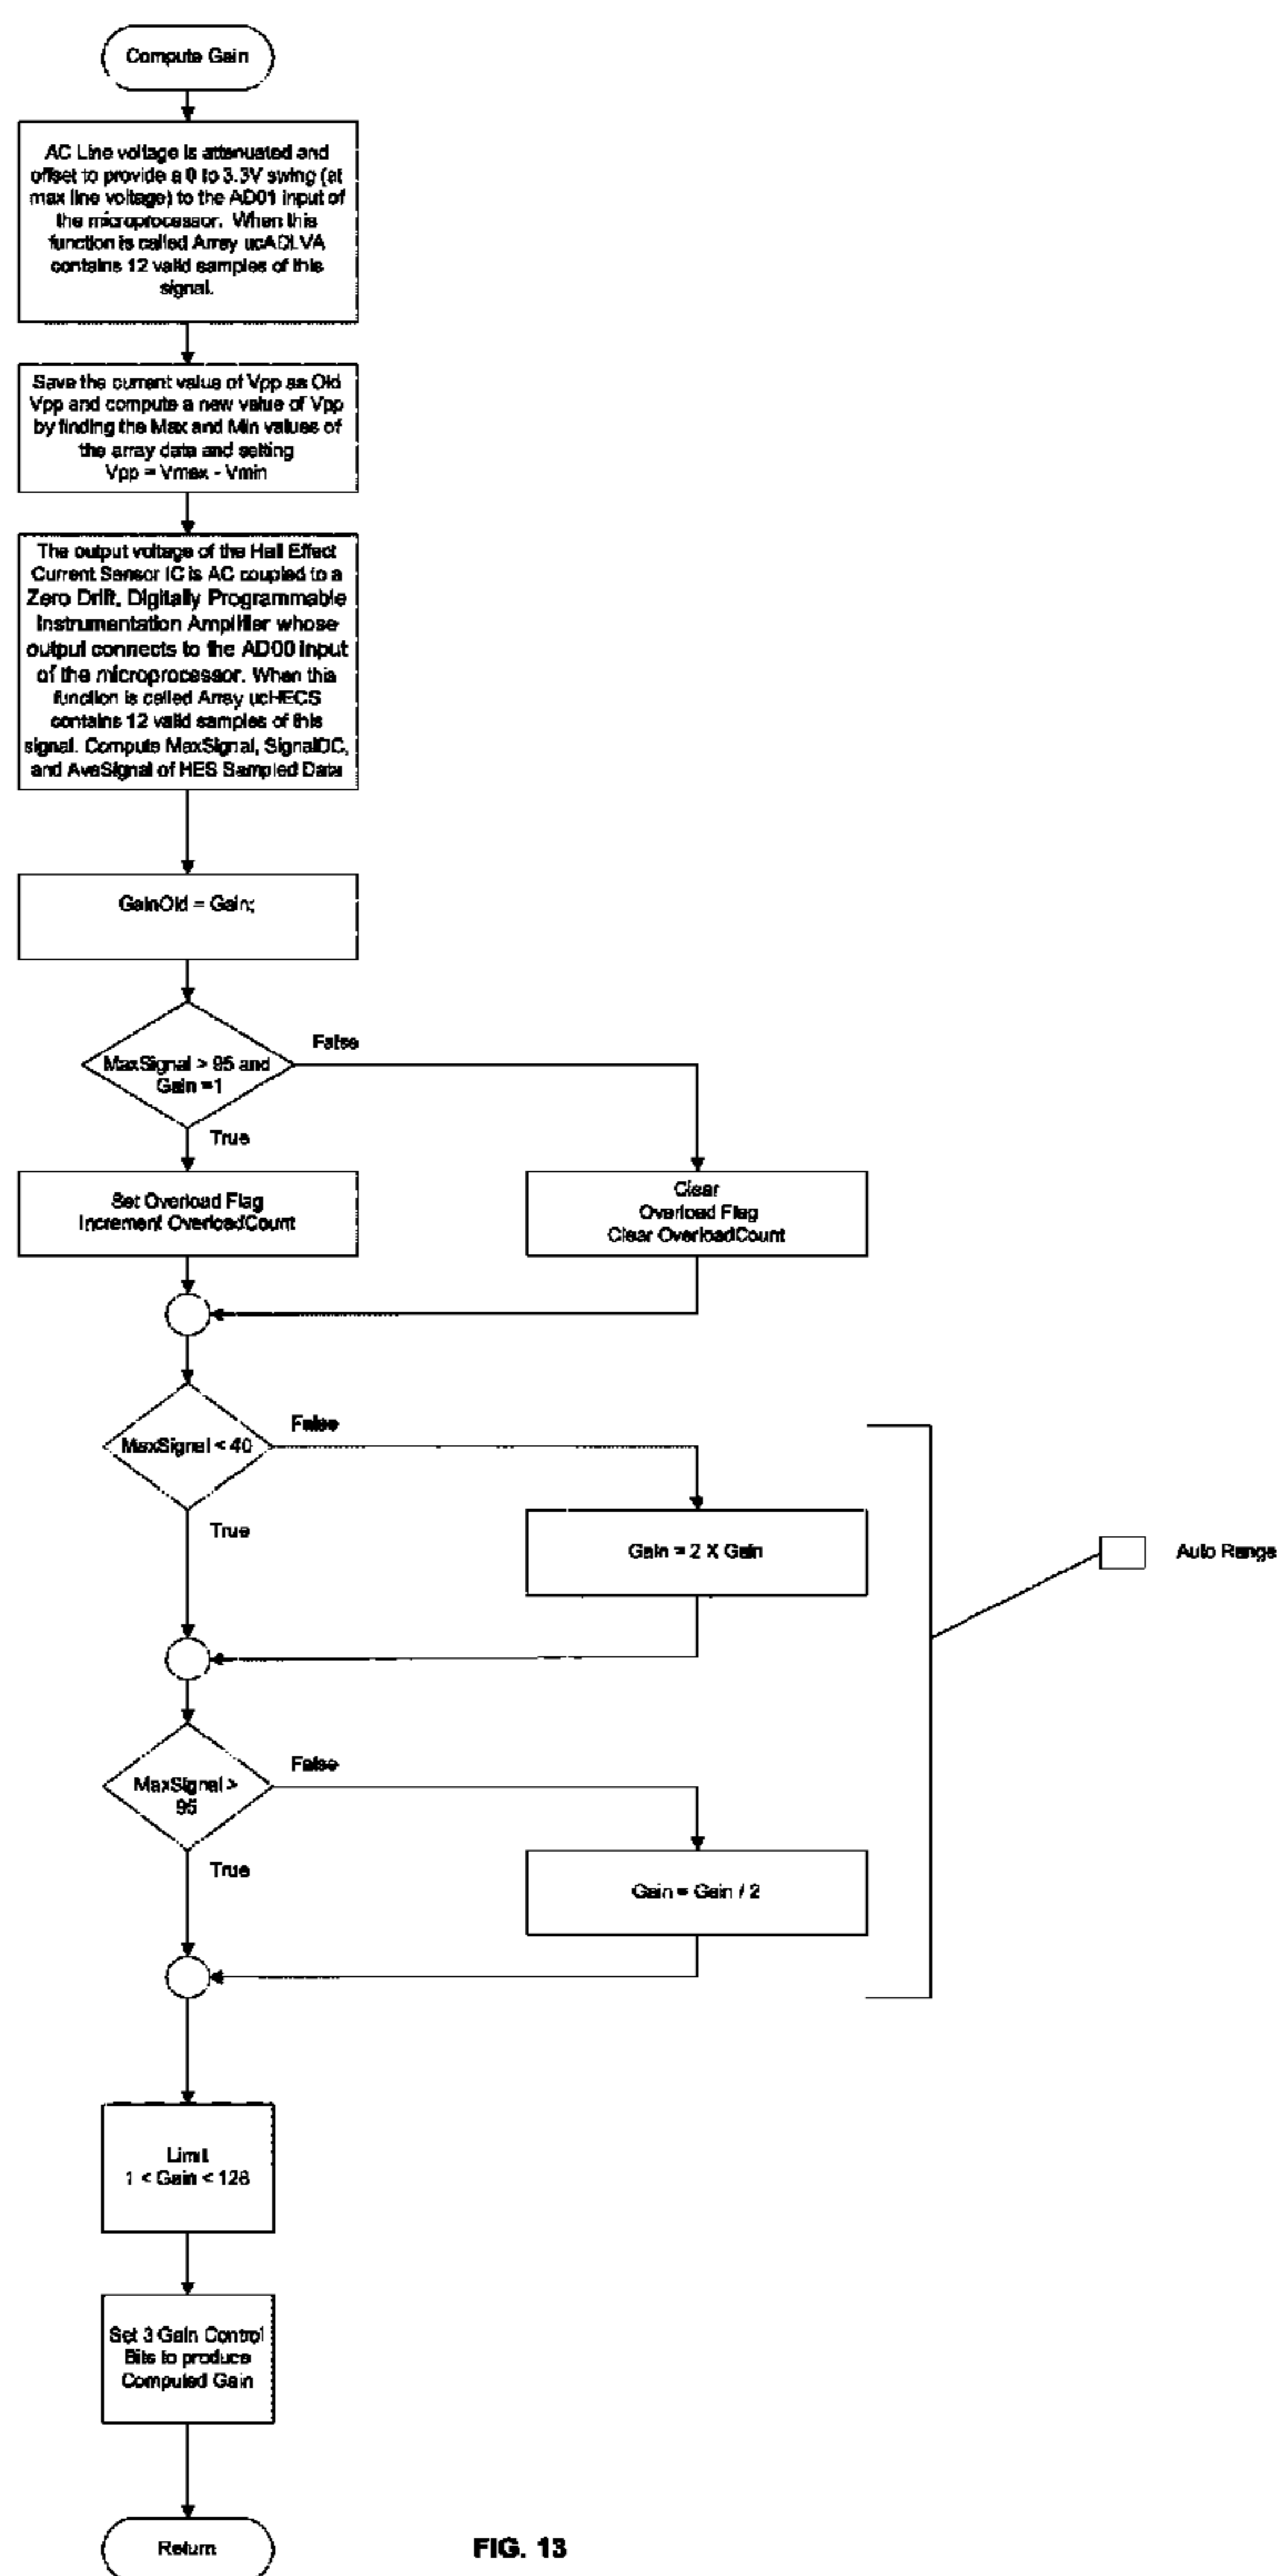 Compute Gain
AC Line voltage is attenuated and
offset to provide a 0 to 3.3V swing (at
max line voltage) to the AD01 input of
the microprocessor. When this
function is called Array ucADLVA
contains 12 valid samples of this
signal.
Save the current value of Vpp as Old
Vpp and compute a new value of Vpp
by finding the Max and Min values of
the array data and setting
Vpp = Vmax - Vmin
The output voltage of the Hall Effect
Current Sensor IC is AC coupled to a
Zero Drift, Digitally Programmable
Instrumentation Amplifier whose
output connects to the AD00 input
of the microprocessor. When this
function is called Array ucHECS
contains 12 valid samples of this
signal. Compute MaxSignal, SignalDC,
and AveSignal of HES Sampled Data
GainOld = Gain;
MaxSignal > 95 and
Gain =1
False
True
Set Overload Flag
Increment OverloadCount
Clear
Overload Flag
Clear OverloadCount
MaxSignal < 40
False
True
Gain = 2 X Gain
Auto Range
MaxSignal >
95
False
True
Gain = Gain / 2
Limit
1 < Gain < 128
Set 3 Gain Control
Bits to produce
Computed Gain
Return
FIG. 13